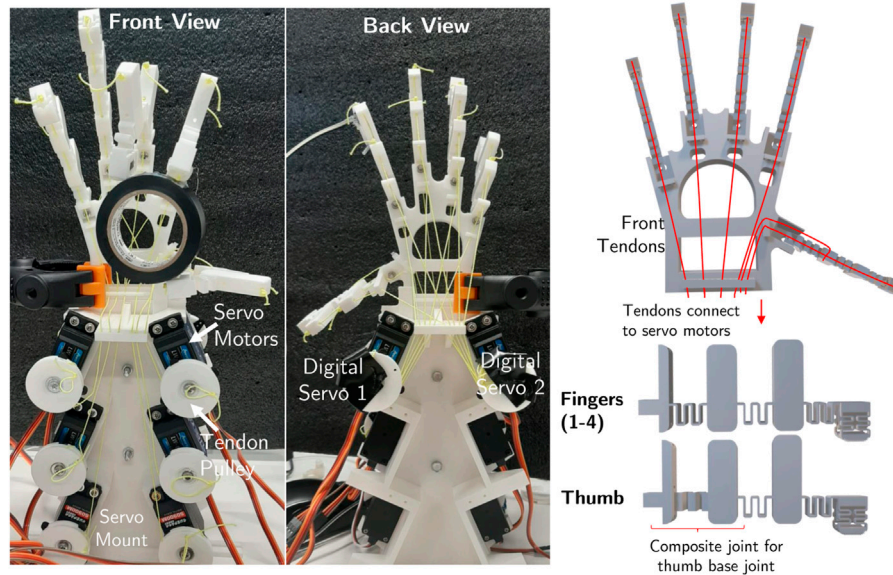 Front View
Servo
Motors
Tendon
Pulley
Servo
Mount
Back View
Digital
Servo 1
Digital
Servo 2
Front
Tendons
Tendons connect
to servo motors
Fingers
(1-4)
Thumb
Composite joint for
thumb base joint